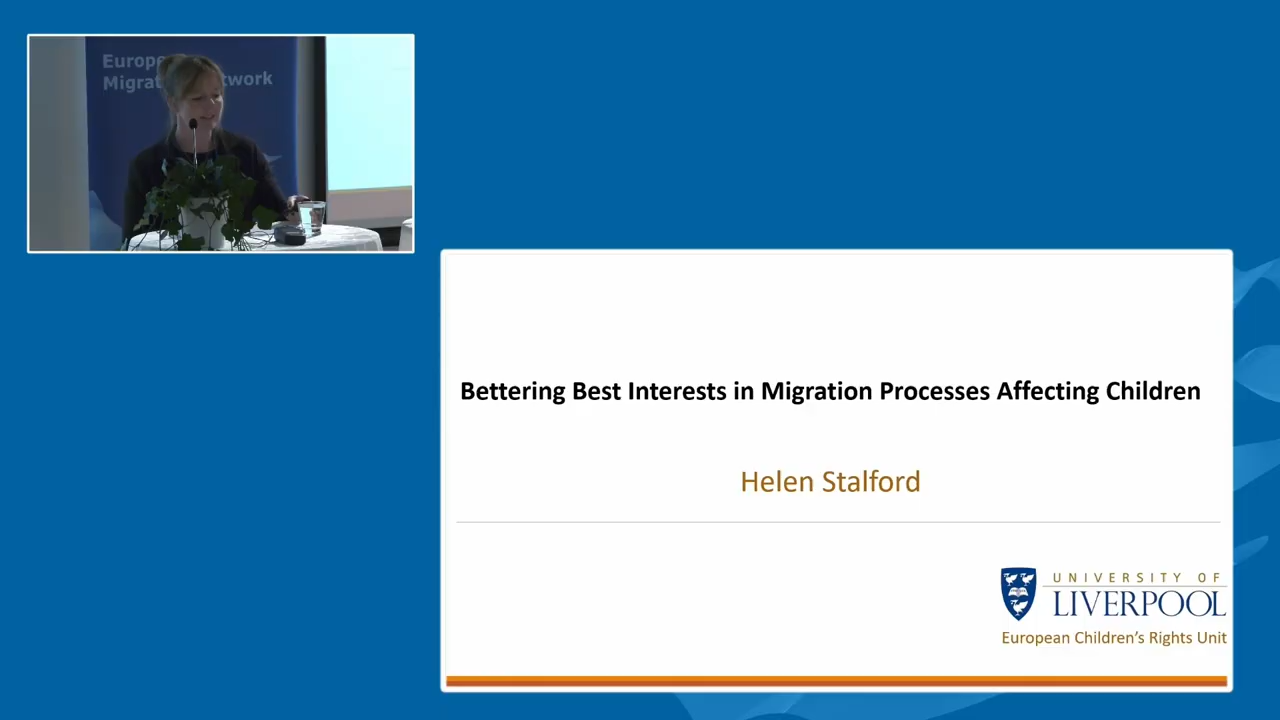 Europe
Migrat twork
Bettering Best Interests in Migration Processes Affecting Children
Helen Stalford
UNIVERSITY OF
LIVERPOOL
European Children's Rights Unit